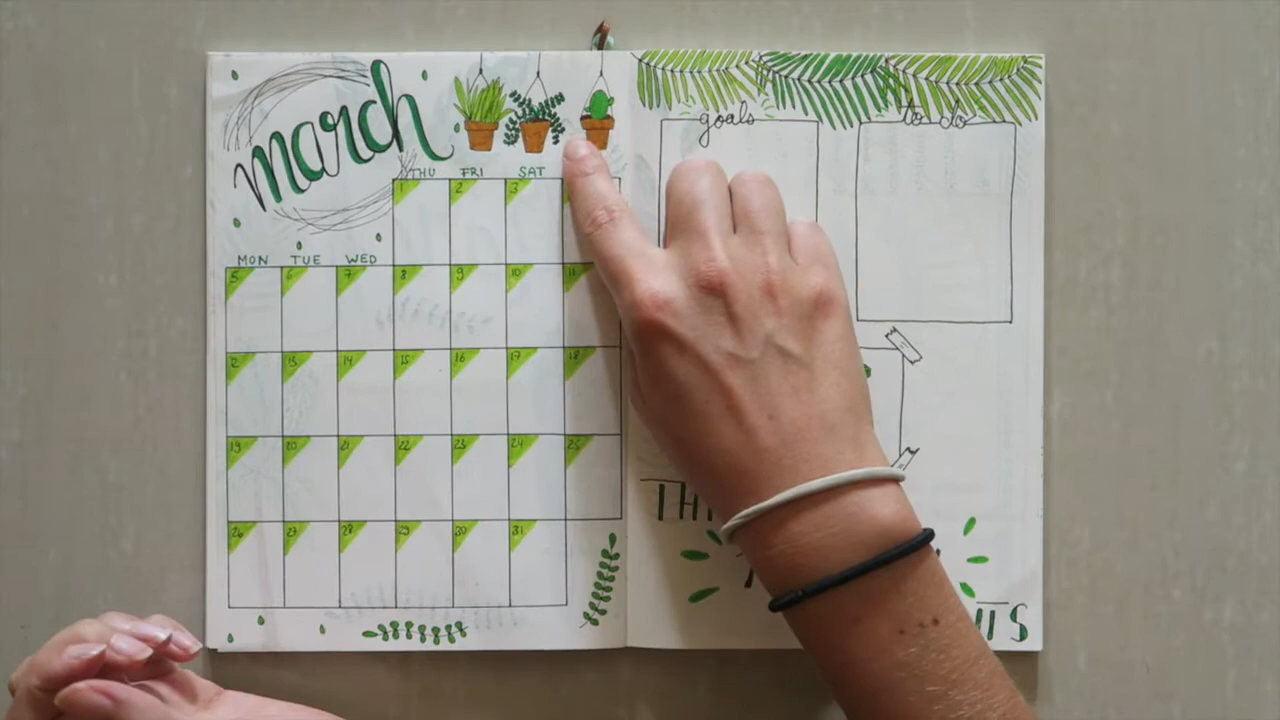 march
THU FRI SAT
1 2 3
MON TUE WED
5 6 7 8 9 10 11
12 13 14 15 16 17 18
19 20 21 22 23 24 25
26 27 28 29 30 31
goals
to do